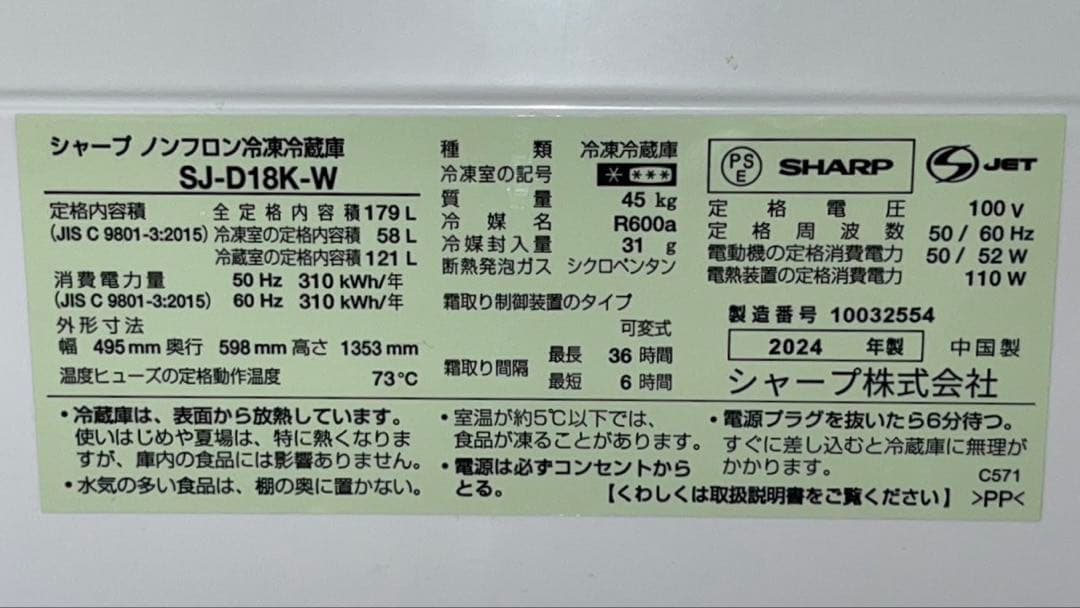 シャープ ノンフロン冷凍冷蔵庫
SJ-D18K-W
定格内容積 全定格内容積 179 L
(JIS C 9801-3:2015) 冷凍室の定格内容積 58 L
冷蔵室の定格内容積 121 L
消費電力量 50 Hz 310 kWh/年
(JIS C 9801-3:2015) 60 Hz 310 kWh/年
外形寸法
幅 495 mm 奥行 598 mm 高さ 1353 mm
温度ヒューズの定格動作温度 73℃
種類 冷凍冷蔵庫
冷凍室の記号 * ***
質量 45 kg
冷媒名 R600a
冷媒封入量 31 g
断熱発泡ガス シクロペンタン
霜取り制御装置のタイプ
可変式
霜取り間隔 最長 36 時間
最短 6 時間
PSE SHARP S JET
定格電圧 100 V
定格周波数 50 / 60 Hz
電動機の定格消費電力 50 / 52 W
電熱装置の定格消費電力 110 W
製造番号 10032554
2024 年製 中国製
シャープ株式会社
・冷蔵庫は、表面から放熱しています。
使いはじめや夏場は、特に熱くなりま
すが、庫内の食品には影響ありません。
・水気の多い食品は、棚の奥に置かない。
・室温が約5℃以下では、
食品が凍ることがあります。
・電源は必ずコンセントから
とる。
・電源プラグを抜いたら6分待つ。
すぐに差し込むと冷蔵庫に無理が
かかります。
C571
【くわしくは取扱説明書をご覧ください】 >PP<